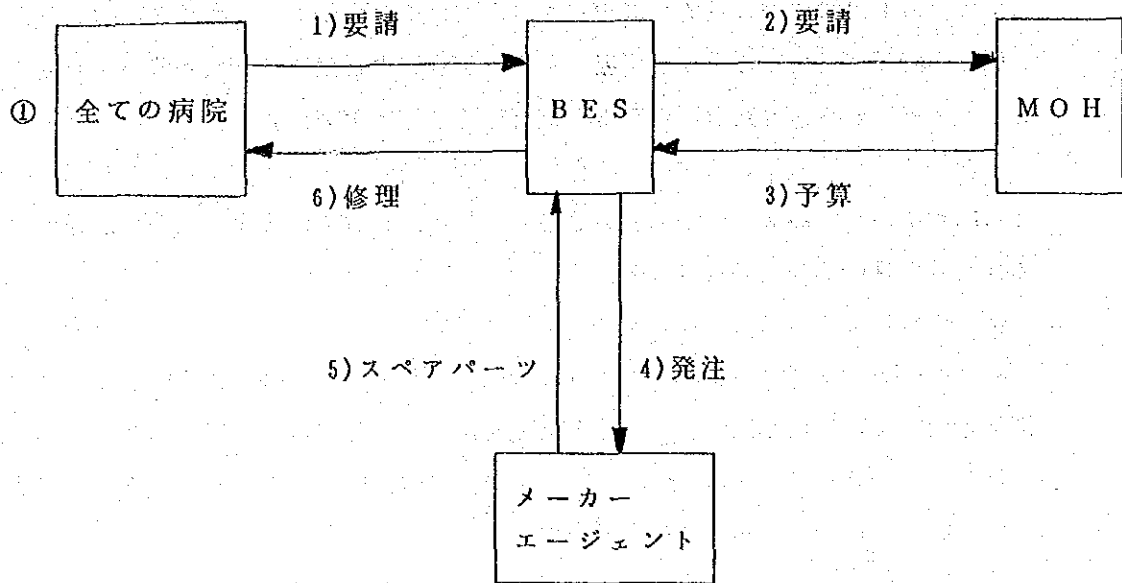 1)要請
2)要請
① 全ての病院
BES
MOH
6)修理
3)予算
5)スペアパーツ
4)発注
メーカー
エージェント